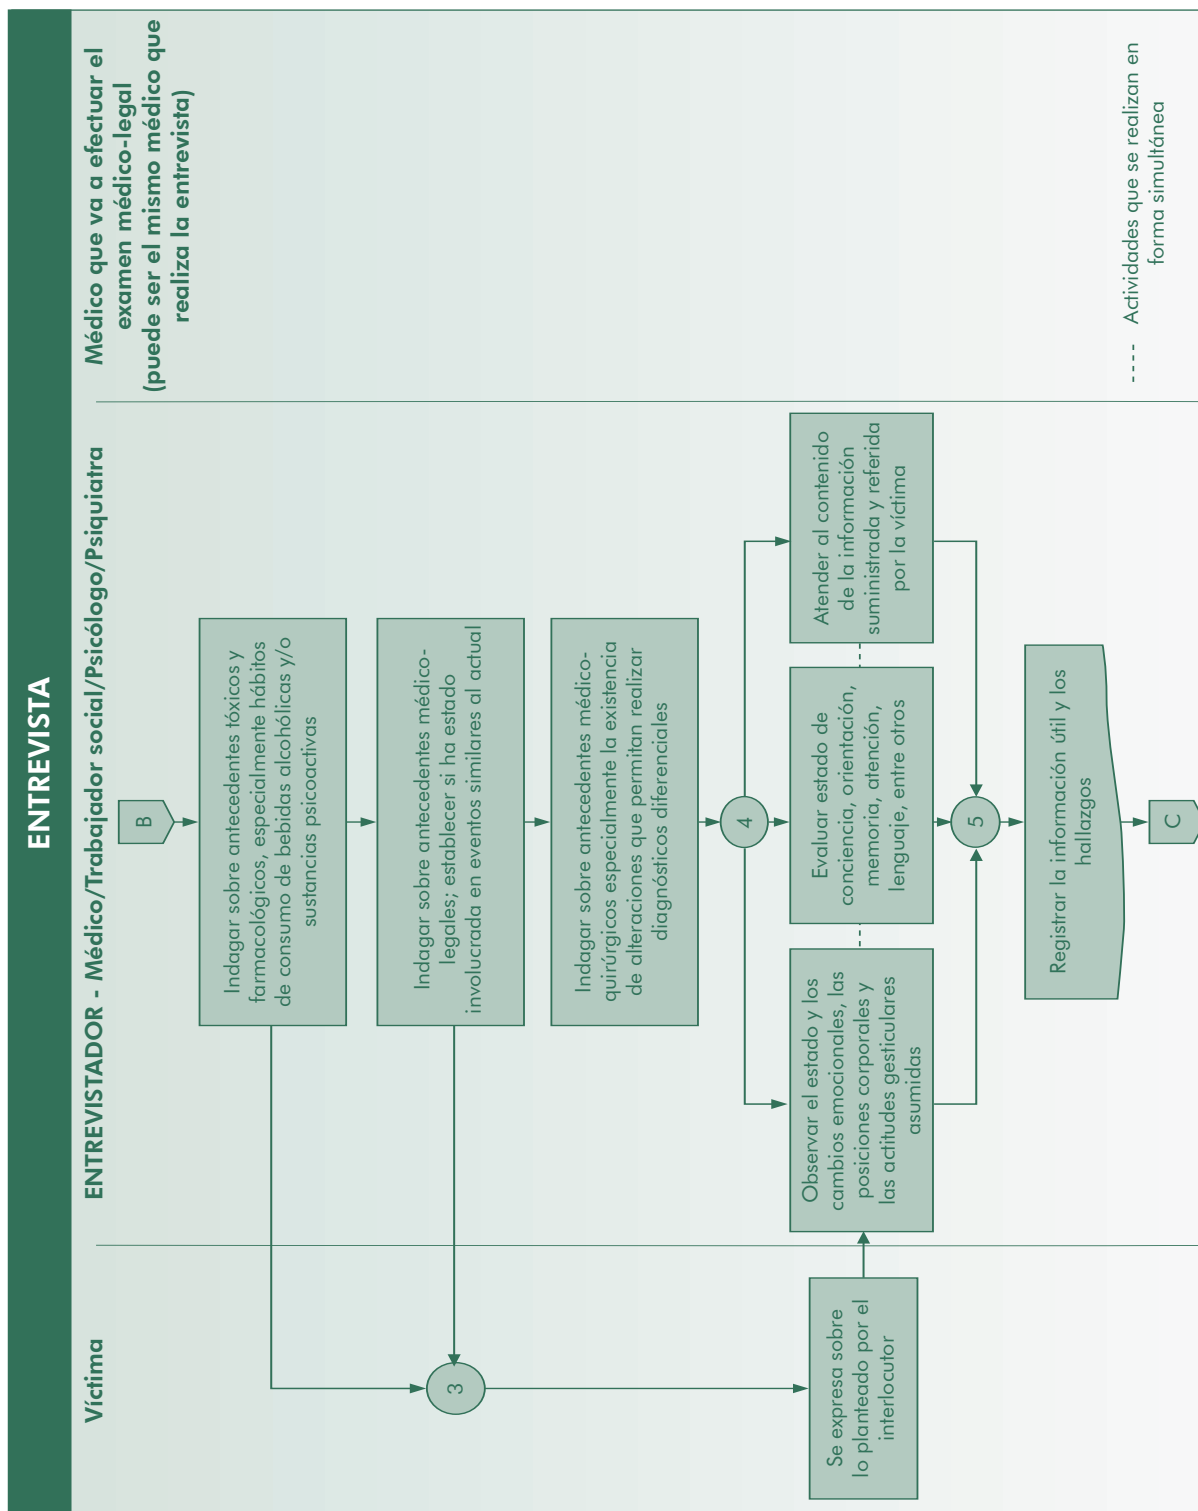 ENTREVISTA
Víctima
ENTREVISTADOR - Médico/Trabajador social/Psicólogo/Psiquiatra
Médico que va a efectuar el
examen médico-legal
(puede ser el mismo médico que
realiza la entrevista)
B
Indagar sobre antecedentes tóxicos y
farmacológicos, especialmente hábitos
de consumo de bebidas alcohólicas y/o
sustancias psicoactivas
Indagar sobre antecedentes médico-
legales; establecer si ha estado
involucrada en eventos similares al actual
3
Indagar sobre antecedentes médico-
quirúrgicos especialmente la existencia
de alteraciones que permitan realizar
diagnósticos diferenciales
4
Se expresa sobre
lo planteado por el
interlocutor
Observar el estado y los
cambios emocionales, las
posiciones corporales y
las actitudes gesticulares
asumidas
Evaluar estado de
conciencia, orientación,
memoria, atención,
lenguaje, entre otros
Atender al contenido
de la información
suministrada y referida
por la víctima
5
Registrar la información útil y los
hallazgos
C
---- Actividades que se realizan en
forma simultánea